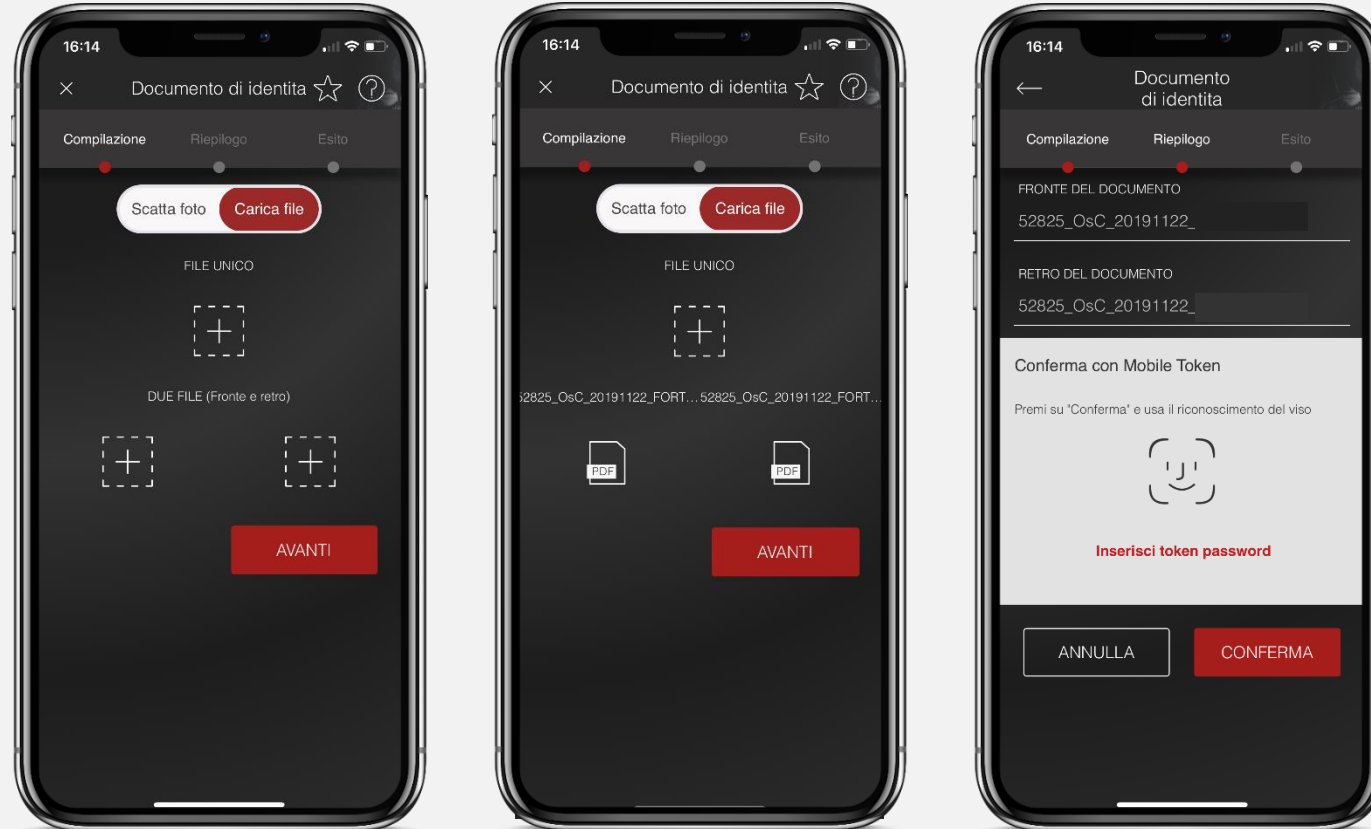 16:14
Documento di identita
Compilazione Riepilogo Esito
Scatta foto Carica file
FILE UNICO
DUE FILE (Fronte e retro)
AVANTI
16:14
Documento di identita
Compilazione Riepilogo Esito
Scatta foto Carica file
FILE UNICO
52825_OsC_20191122_FORT... 52825_OsC_20191122_FORT...
PDF PDF
AVANTI
16:14
Documento
di identita
Compilazione Riepilogo Esito
FRONTE DEL DOCUMENTO
52825_OsC_20191122_
RETRO DEL DOCUMENTO
52825_OsC_20191122_
Conferma con Mobile Token
Premi su "Conferma" e usa il riconoscimento del viso
Inserisci token password
ANNULLA CONFERMA